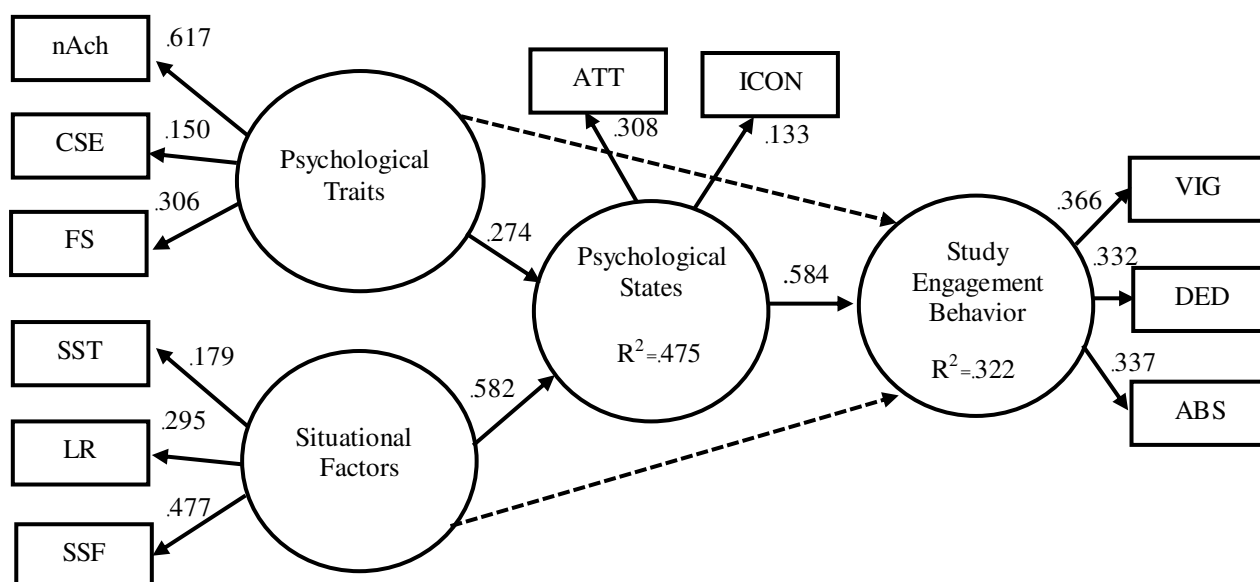 nAch
.617
CSE
.150
FS
.306
SST
.179
LR
.295
SSF
.477
Psychological
Traits
Situational
Factors
.274
.582
ATT
.308
ICON
.133
Psychological
States
R²=.475
.584
Study
Engagement
Behavior
R²=.322
VIG
.366
DED
.332
ABS
.337